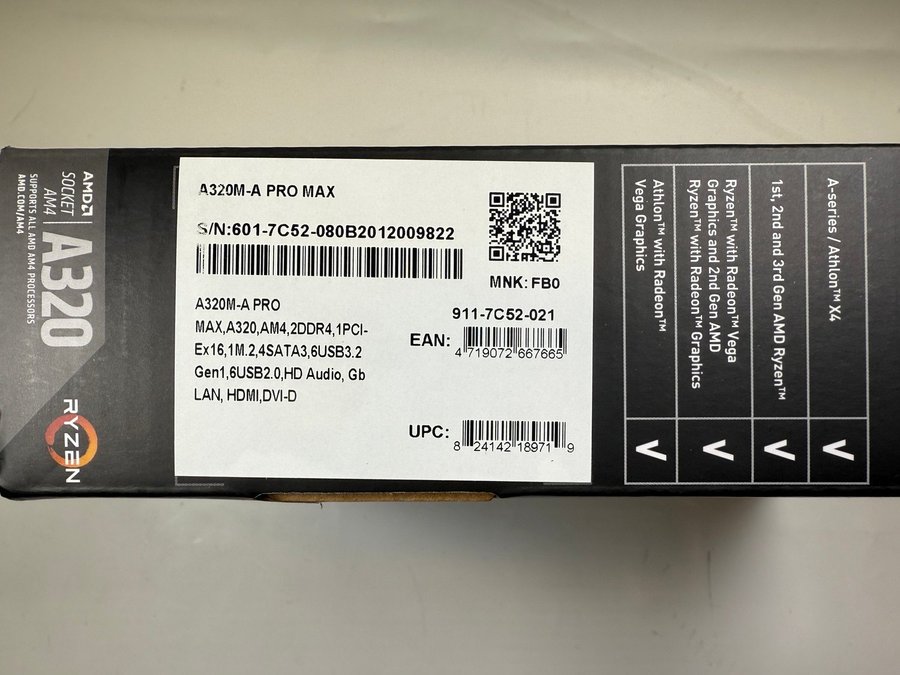 AMD
SOCKET
AM4
A320
SUPPORTS ALL AMD AM4 PROCESSORS
AMD.COM/AM4
RYZEN
A320M-A PRO MAX
S/N:601-7C52-080B2012009822
MNK: FB0
A320M-A PRO
MAX,A320,AM4,2DDR4,1PCI-
Ex16,1M.2,4SATA3,6USB3.2
Gen1,6USB2.0,HD Audio, Gb
LAN, HDMI,DVI-D
911-7C52-021
EAN:
4 719072 667665
UPC:
8 24142 18971 9
A-series / Athlon™ X4
V
1st, 2nd and 3rd Gen AMD Ryzen™
V
Ryzen™ with Radeon™ Vega
Graphics and 2nd Gen AMD
Ryzen™ with Radeon™ Graphics
V
Athlon™ with Radeon™
Vega Graphics
V